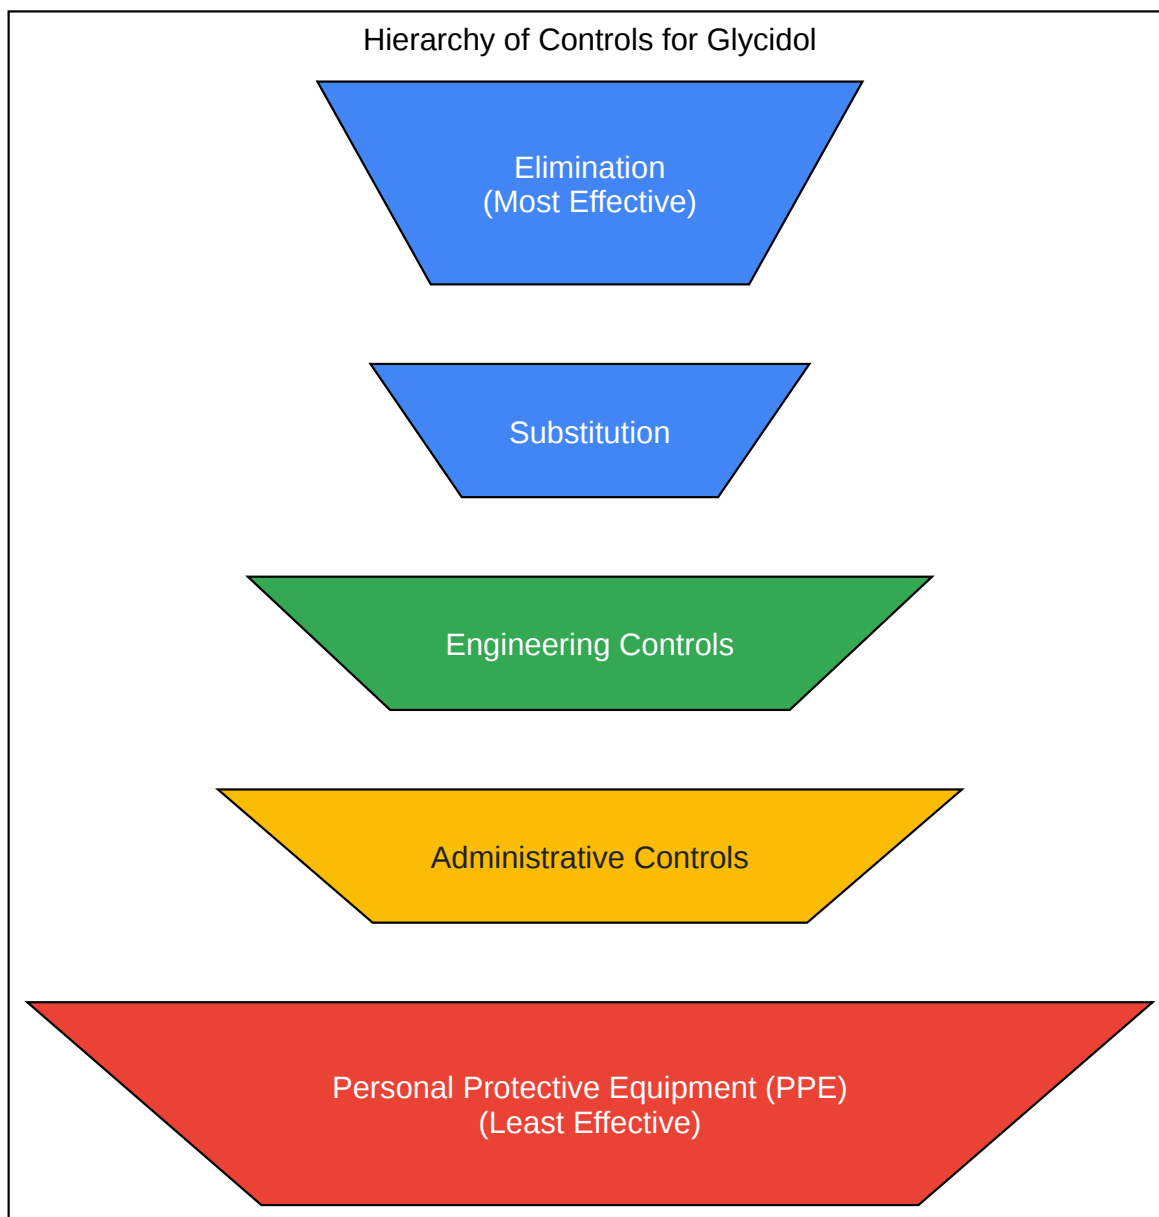 Hierarchy of Controls for Glycidol
Elimination
(Most Effective)
Substitution
Engineering Controls
Administrative Controls
Personal Protective Equipment (PPE)
(Least Effective)